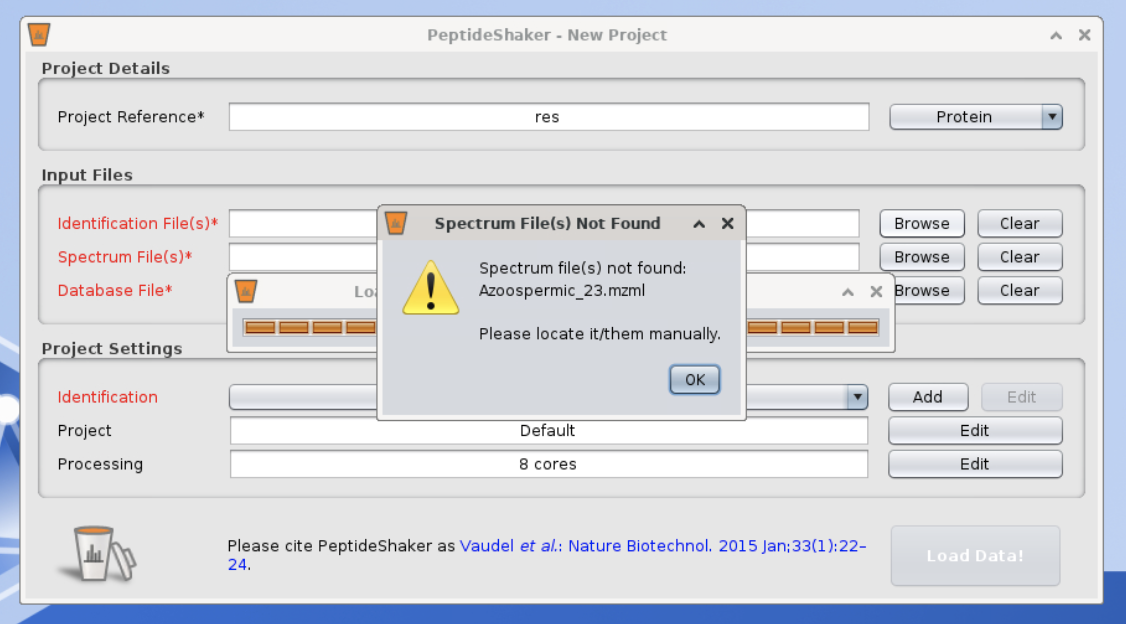 PeptideShaker - New Project
Project Details
Project Reference* res Protein
Input Files
Identification File(s)* Browse Clear
Spectrum File(s)* Browse Clear
Database File* Browse Clear
Spectrum File(s) Not Found
Spectrum file(s) not found:
Azoospermic_23.mzml
Please locate it/them manually.
OK
Project Settings
Identification Add Edit
Project Default Edit
Processing 8 cores Edit
Please cite PeptideShaker as Vaudel et al.: Nature Biotechnol. 2015 Jan;33(1):22–
24.
Load Data!